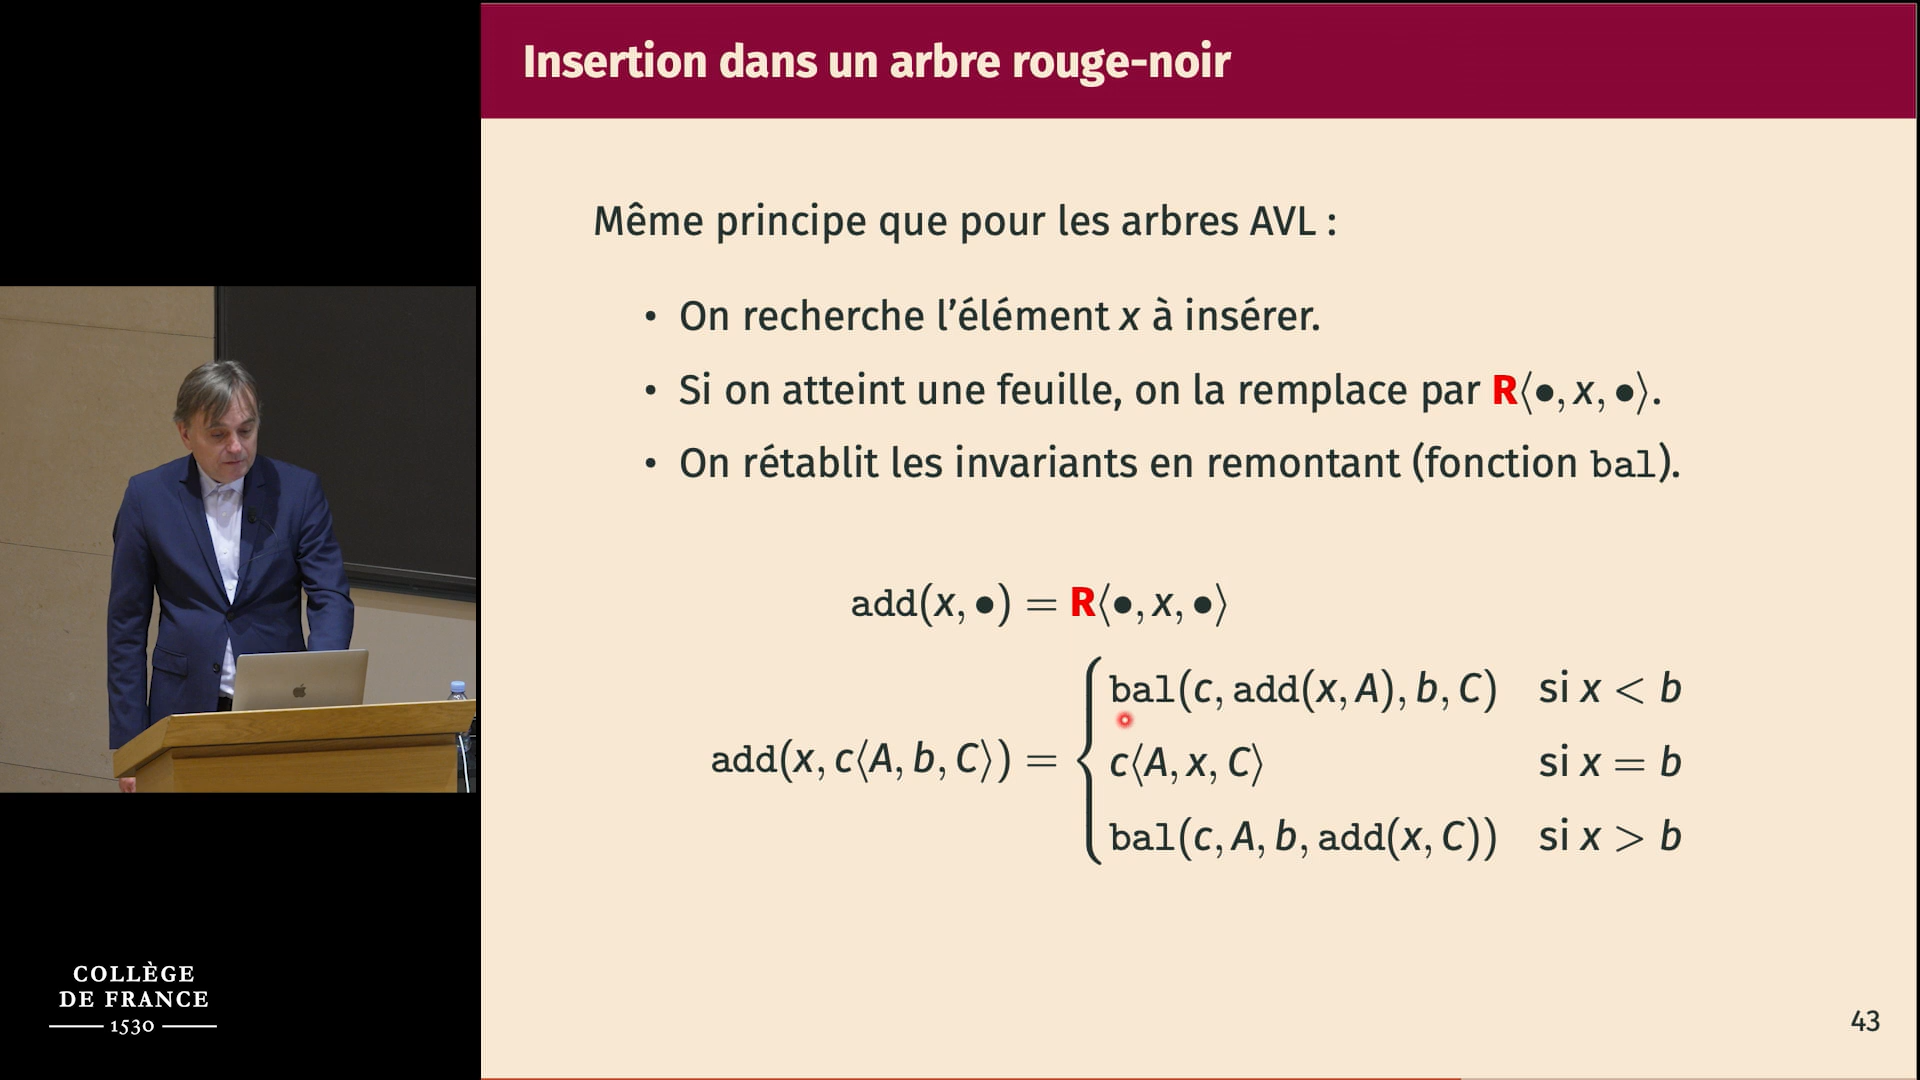 Insertion dans un arbre rouge-noir
Même principe que pour les arbres AVL :
• On recherche l'élément x à insérer.
• Si on atteint une feuille, on la remplace par R⟨•, x, •⟩.
• On rétablit les invariants en remontant (fonction bal).
add(x, •) = R⟨•, x, •⟩
add(x, c⟨A, b, C⟩) = {
bal(c, add(x, A), b, C) si x < b
c⟨A, x, C⟩ si x = b
bal(c, A, b, add(x, C)) si x > b
43
COLLÈGE
DE FRANCE
1530